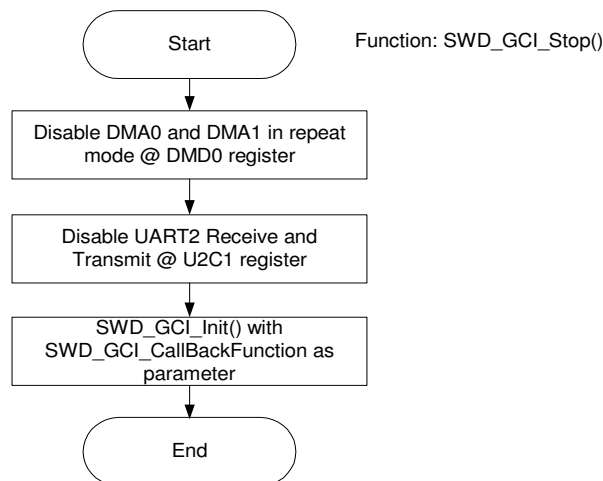 Start
Function: SWD_GCI_Stop()
Disable DMA0 and DMA1 in repeat
mode @ DMD0 register
Disable UART2 Receive and
Transmit @ U2C1 register
SWD_GCI_Init() with
SWD_GCI_CallBackFunction as
parameter
End